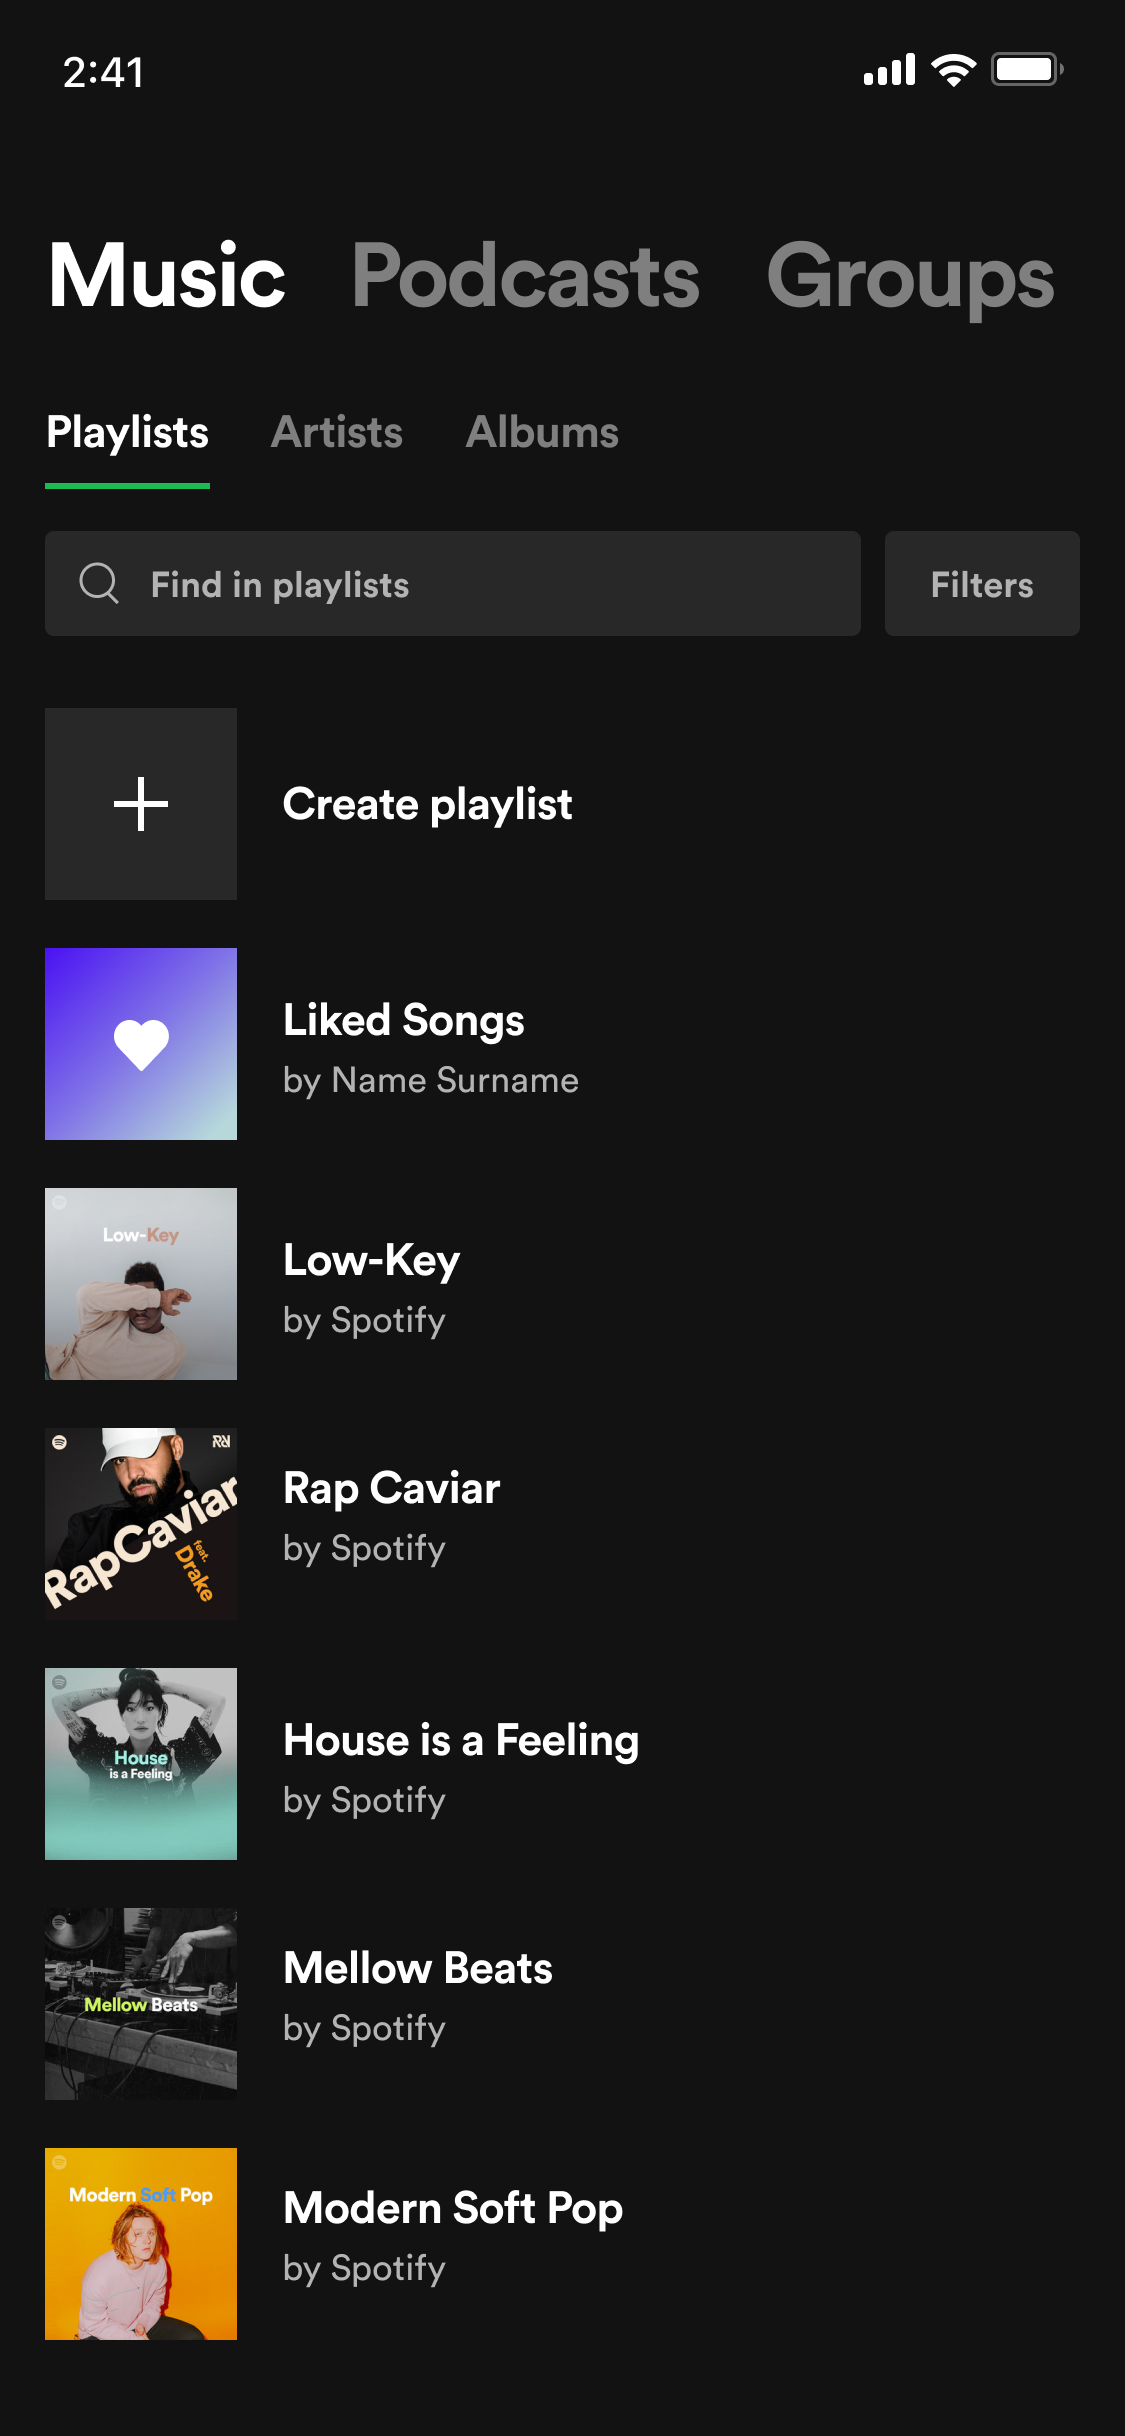 2:41
Music Podcasts Groups
Playlists Artists Albums
Find in playlists
Filters
Create playlist
Liked Songs
by Name Surname
Low-Key
Low-Key
by Spotify
RapCaviar
feat.
Drake
Rap Caviar
by Spotify
House
is a Feeling
House is a Feeling
by Spotify
Mellow Beats
Mellow Beats
by Spotify
Modern Soft Pop
Modern Soft Pop
by Spotify